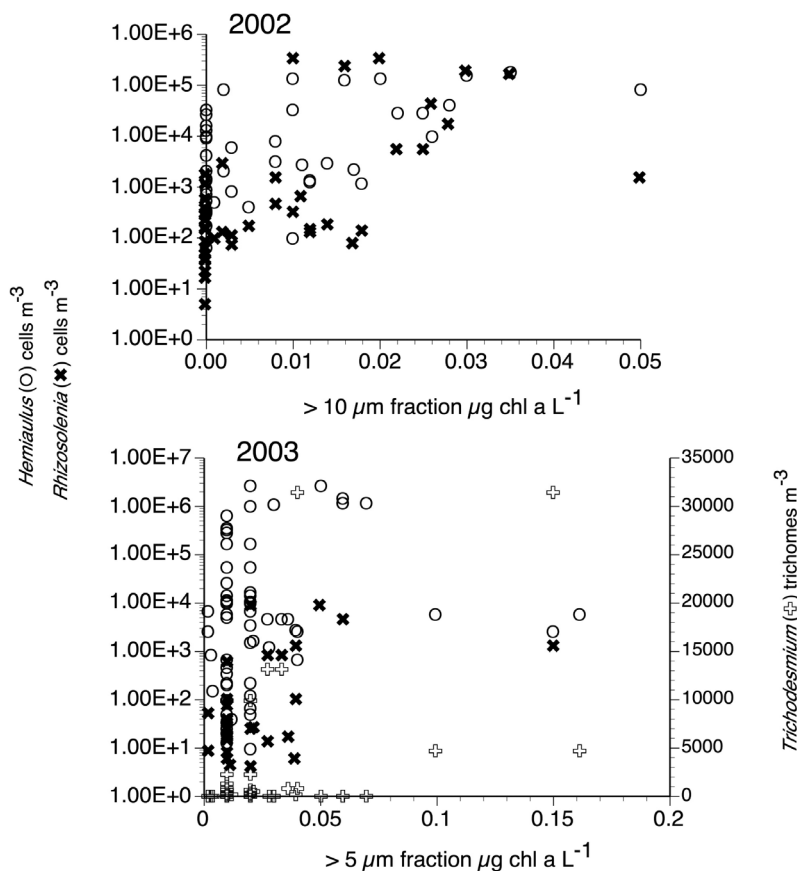 2002
1.00E+6
1.00E+5
1.00E+4
1.00E+3
1.00E+2
1.00E+1
1.00E+0
0.00 0.01 0.02 0.03 0.04 0.05
> 10 µm fraction µg chl a L-1
Hemiaulus (O) cells m-3
Rhizosolenia (✖) cells m-3
2003
1.00E+7
1.00E+6
1.00E+5
1.00E+4
1.00E+3
1.00E+2
1.00E+1
1.00E+0
35000
30000
25000
20000
15000
10000
5000
0
0 0.05 0.1 0.15 0.2
> 5 µm fraction µg chl a L-1
Trichodesmium (✚) trichomes m-3